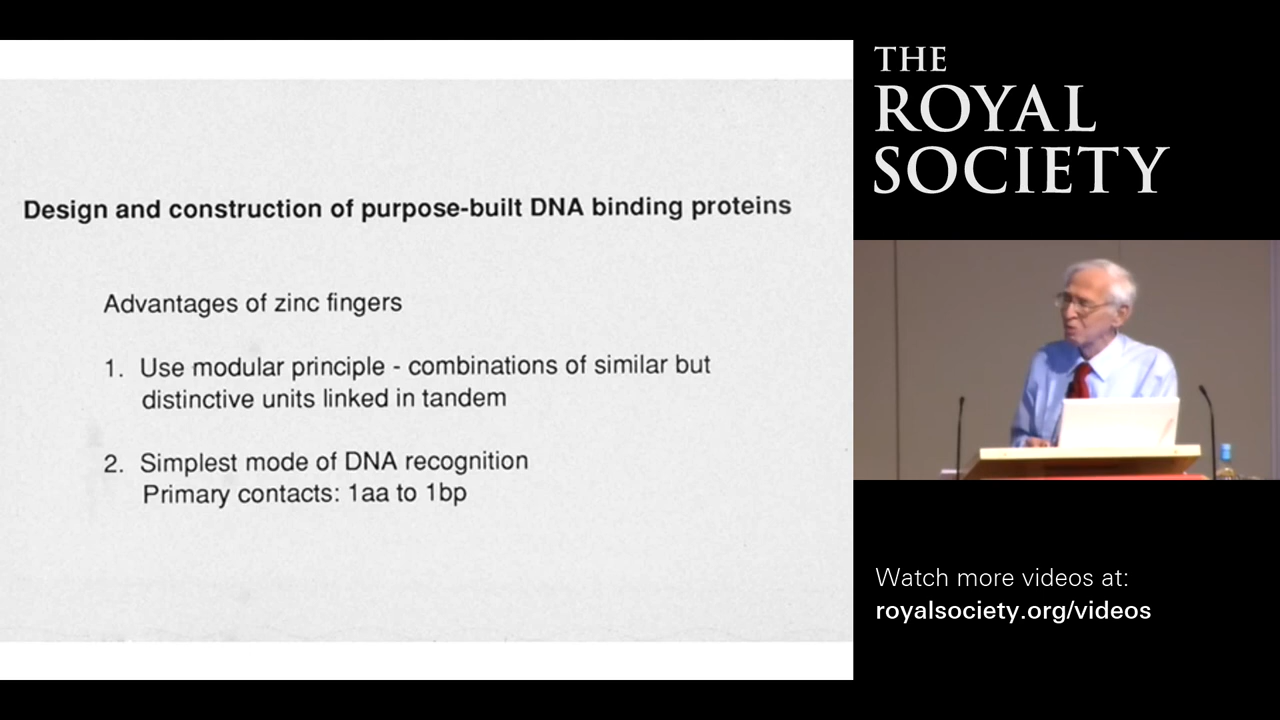 Design and construction of purpose-built DNA binding proteins
Advantages of zinc fingers
1. Use modular principle - combinations of similar but
distinctive units linked in tandem
2. Simplest mode of DNA recognition
Primary contacts: 1aa to 1bp
THE
ROYAL
SOCIETY
Watch more videos at:
royalsociety.org/videos